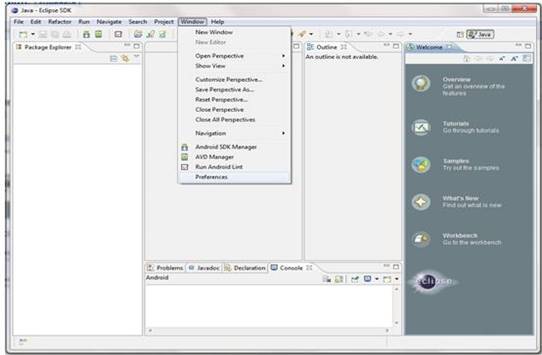 Java - Eclipse SDK
File Edit Refactor Run Navigate Search Project Window Help
Java
Package Explorer
New Window
New Editor
Open Perspective
Show View
Customize Perspective...
Save Perspective As...
Reset Perspective...
Close Perspective
Close All Perspectives
Navigation
Android SDK Manager
AVD Manager
Run Android Lint
Preferences
Outline
An outline is not available.
Welcome
Overview
Get an overview of the
features
Tutorials
Go through tutorials
Samples
Try out the samples
What's New
Find out what is new
Workbench
Go to the workbench
eclipse
Problems Javadoc Declaration Console
Android